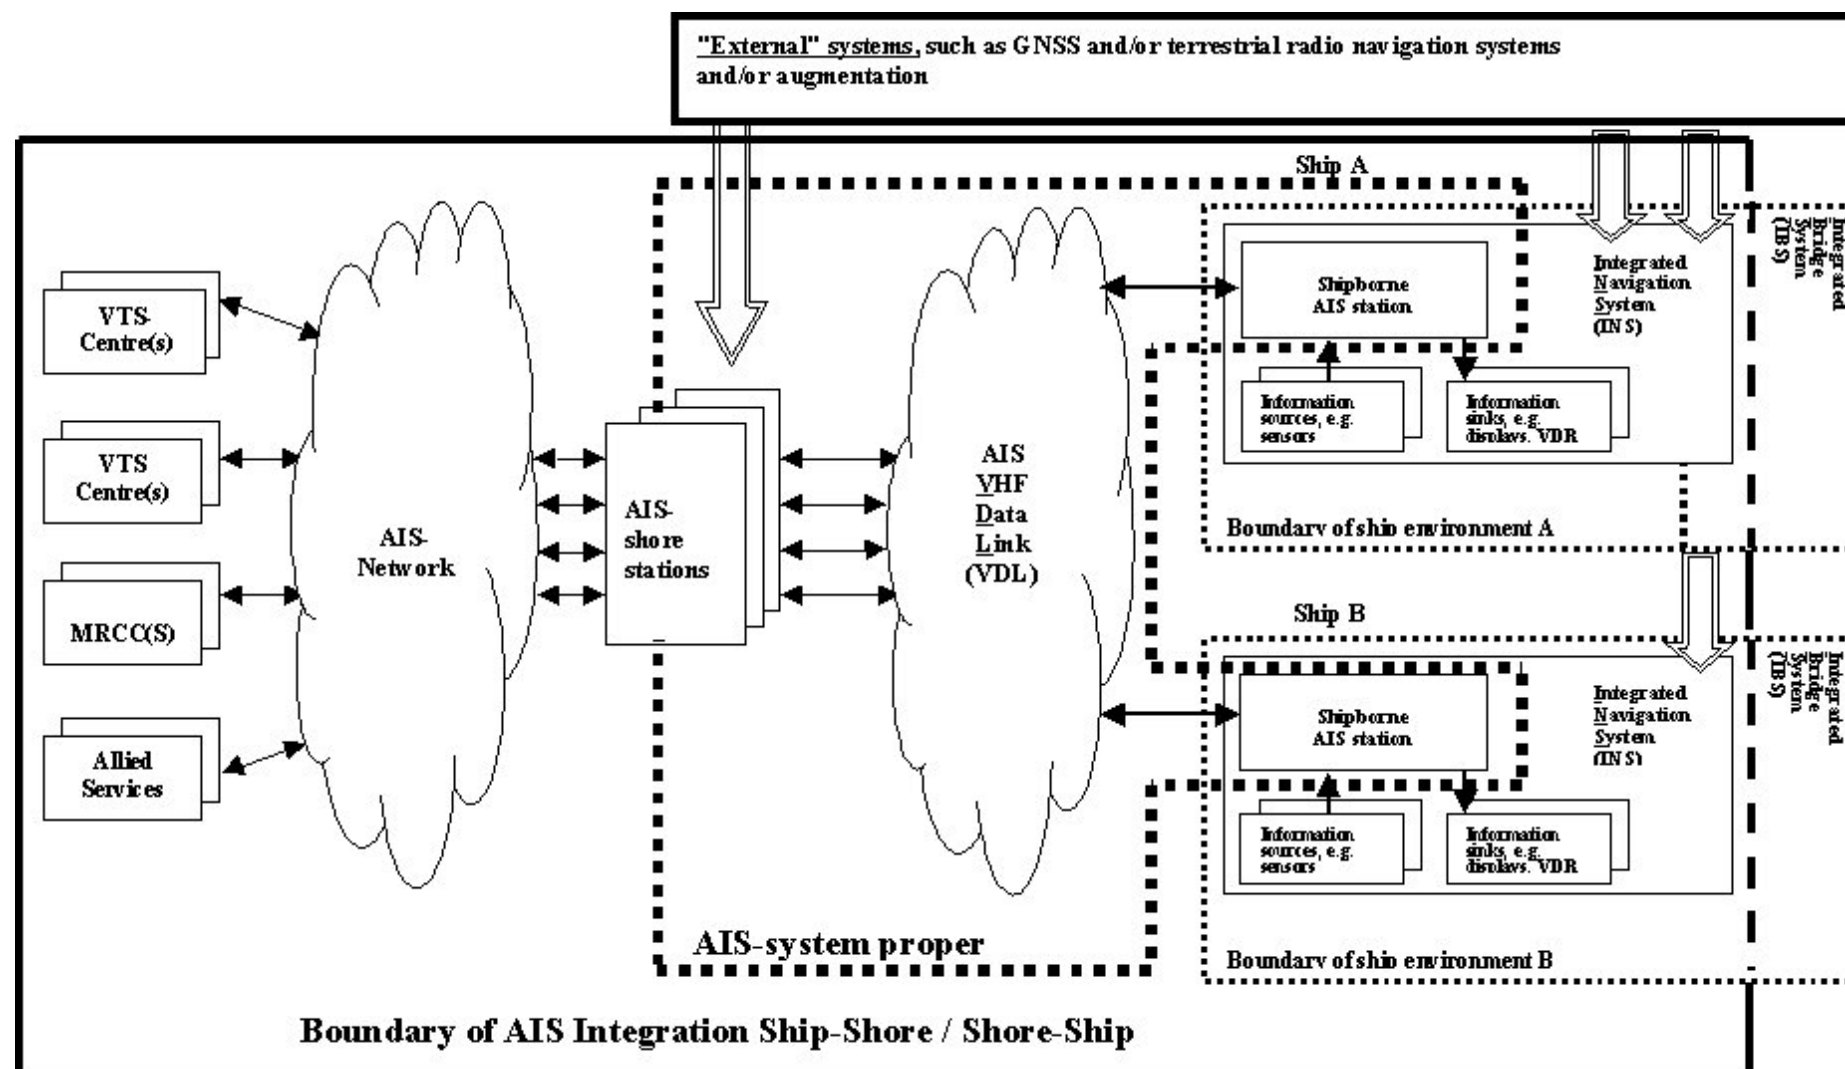 "External" systems, such as GNSS and/or terrestrial radio navigation systems
and/or augmentation
Ship A
VTS-
Centre(s)
VTS
Centre(s)
MRCC(S)
Allied
Services
AIS-
Network
AIS-
shore
stations
AIS
VHF
Data
Link
(VDL)
Shipborne
AIS station
Integrated
Navigation
System
(INS)
Information
sources, e.g.
sensors
Information
sinks, e.g.
displays. VDR
Boundary of ship environment A
Integrated
Bridge
System
(IBS)
Ship B
Shipborne
AIS station
Integrated
Navigation
System
(INS)
Information
sources, e.g.
sensors
Information
sinks, e.g.
displays. VDR
Boundary of ship environment B
Integrated
Bridge
System
(IBS)
AIS-system proper
Boundary of AIS Integration Ship-Shore / Shore-Ship